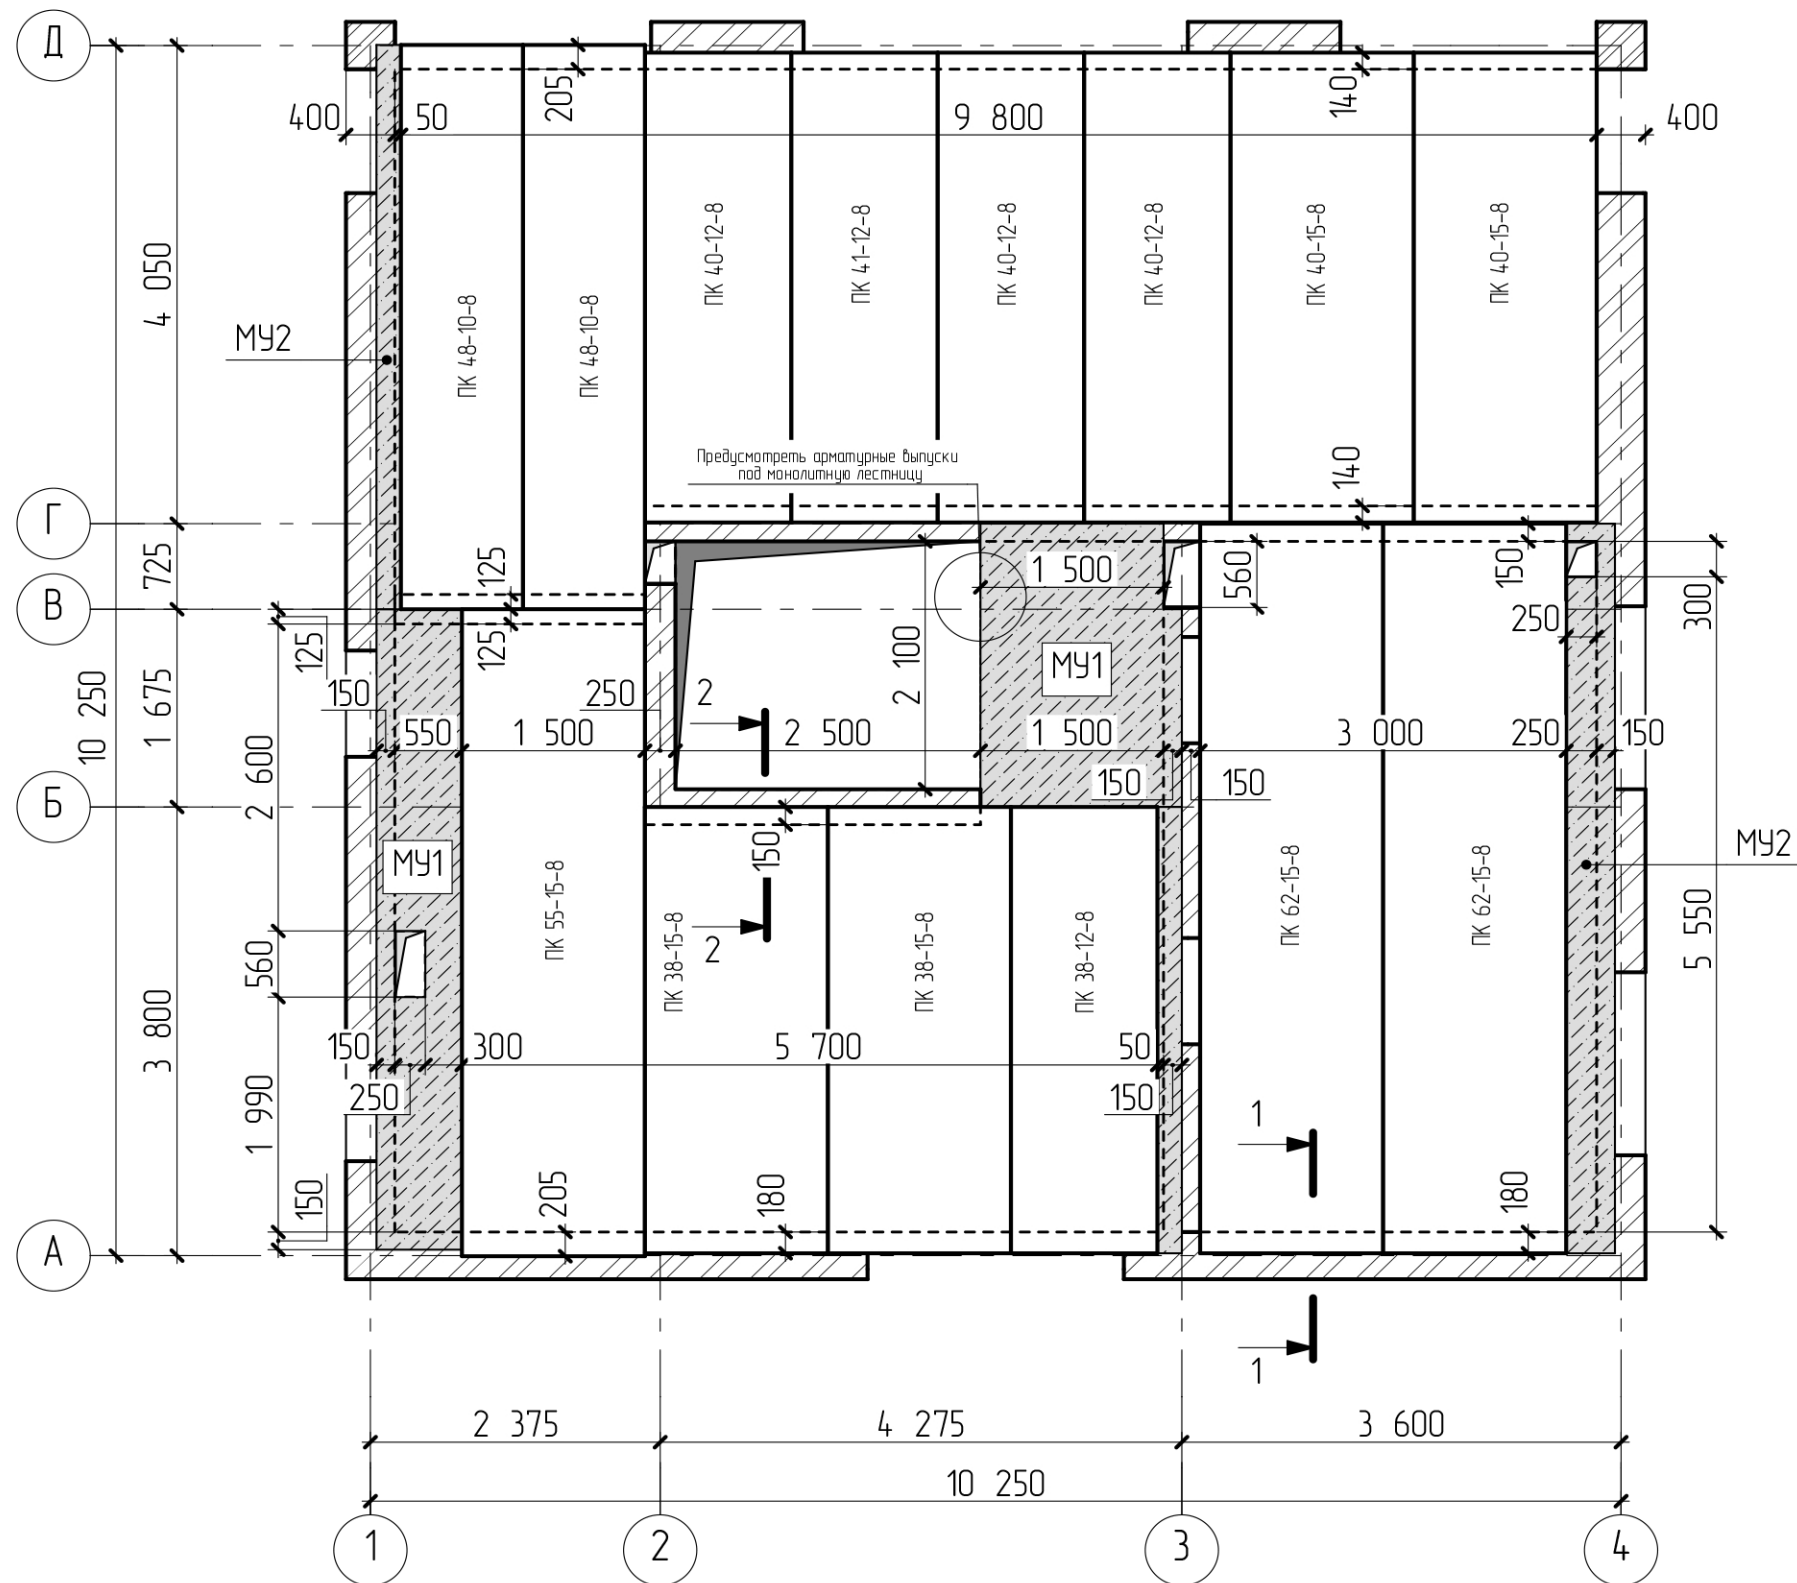 Д
400
50
205
9 800
140
400
ПК 48-10-8
ПК 48-10-8
ПК 40-12-8
ПК 41-12-8
ПК 40-12-8
ПК 40-12-8
ПК 40-15-8
ПК 40-15-8
4 050
МУ2
Предусмотреть арматурные выпуски
под монолитную лестницу
140
Г
725
125
1 500
560
150
300
В
125
125
250
10 250
1 675
2 100
МУ1
150
250
2
550
1 500
2 500
1 500
3 000
250
150
2 600
150
150
Б
МУ1
150
МУ2
ПК 55-15-8
ПК 38-15-8
ПК 38-15-8
ПК 38-12-8
ПК 62-15-8
ПК 62-15-8
2
5 550
560
3 800
150
300
5 700
50
250
150
1 990
1
150
205
180
180
А
1
2 375
4 275
3 600
10 250
1
2
3
4